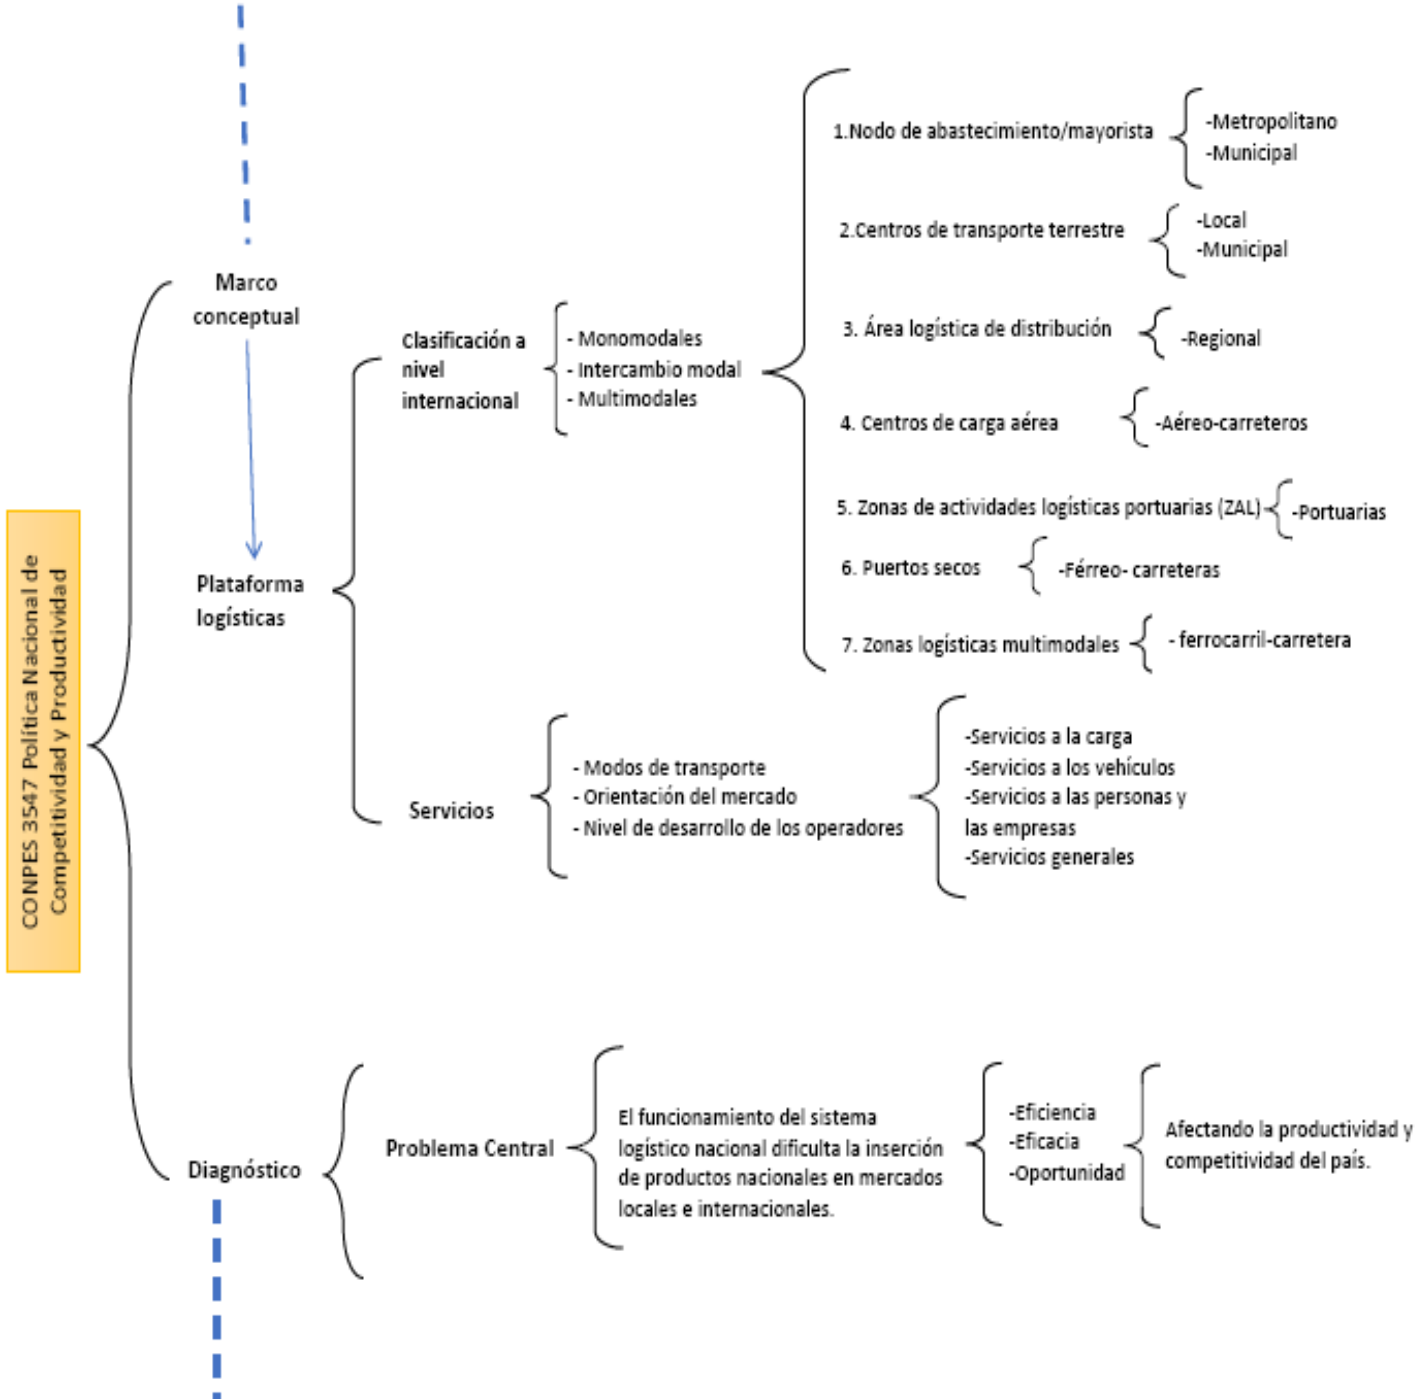 CONPES 3547 Política Nacional de
Competitividad y Productividad
Marco
conceptual
Plataforma
logísticas
Clasificación a
nivel
internacional
- Monomodales
- Intercambio modal
- Multimodales
1.Nodo de abastecimiento/mayorista
-Metropolitano
-Municipal
2.Centros de transporte terrestre
-Local
-Municipal
3. Área logística de distribución
-Regional
4. Centros de carga aérea
-Aéreo-carreteros
5. Zonas de actividades logísticas portuarias (ZAL)
-Portuarias
6. Puertos secos
-Férreo- carreteras
7. Zonas logísticas multimodales
- ferrocarril-carretera
Servicios
- Modos de transporte
- Orientación del mercado
- Nivel de desarrollo de los operadores
-Servicios a la carga
-Servicios a los vehículos
-Servicios a las personas y
las empresas
-Servicios generales
Diagnóstico
Problema Central
El funcionamiento del sistema
logístico nacional dificulta la inserción
de productos nacionales en mercados
locales e internacionales.
-Eficiencia
-Eficacia
-Oportunidad
Afectando la productividad y
competitividad del país.